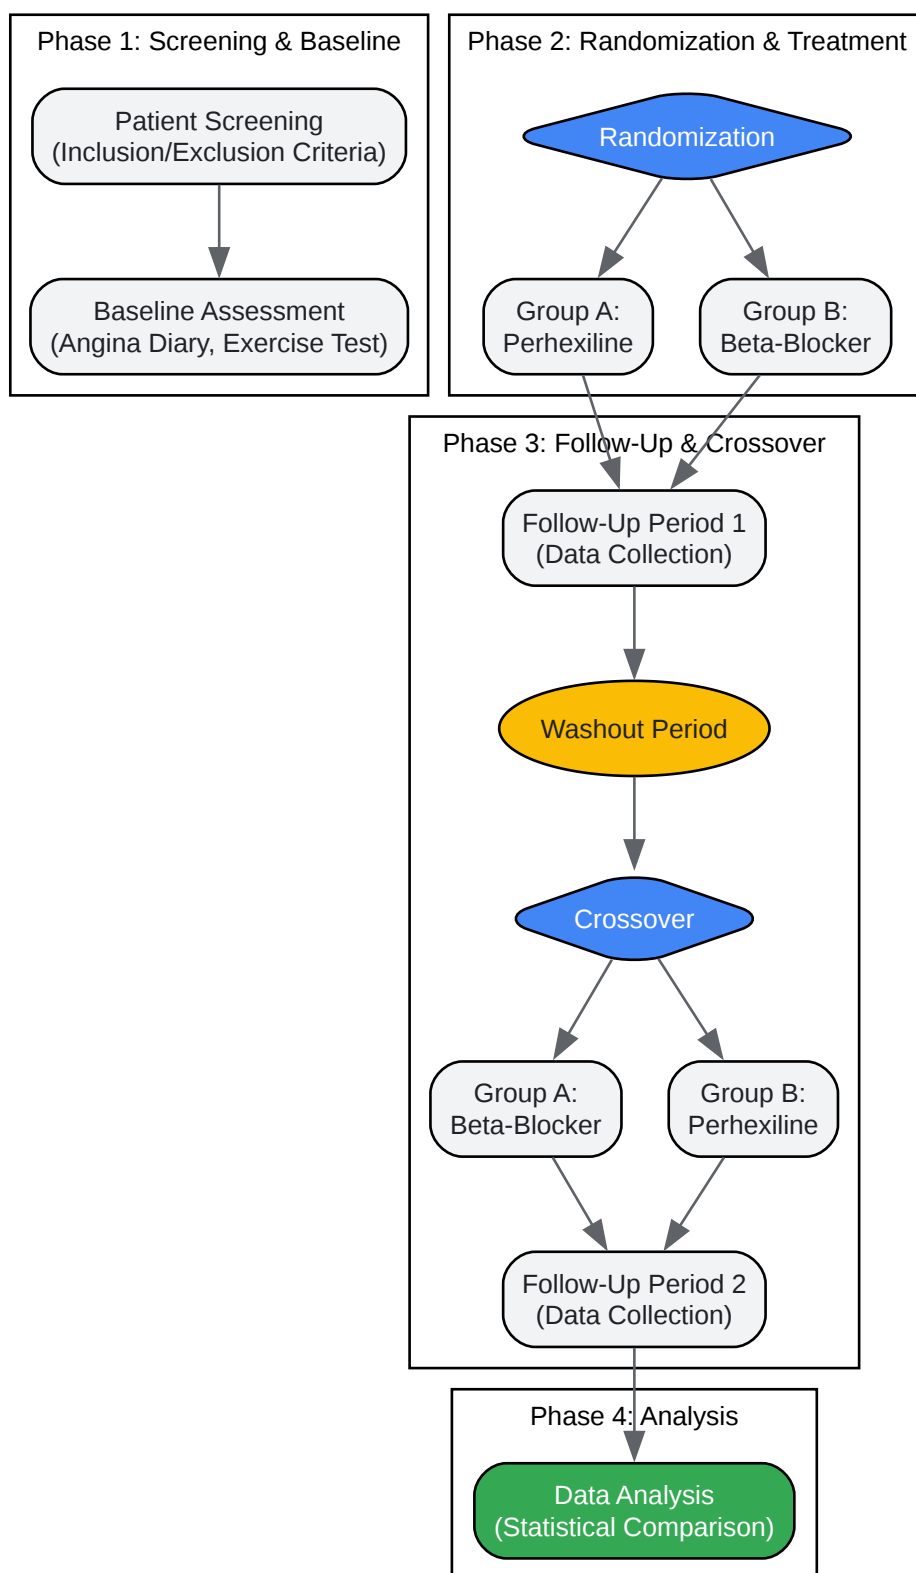 Phase 1: Screening & Baseline
Patient Screening
(Inclusion/Exclusion Criteria)
Baseline Assessment
(Angina Diary, Exercise Test)
Phase 2: Randomization & Treatment
Randomization
Group A:
Perhexiline
Group B:
Beta-Blocker
Phase 3: Follow-Up & Crossover
Follow-Up Period 1
(Data Collection)
Washout Period
Crossover
Group A:
Beta-Blocker
Group B:
Perhexiline
Follow-Up Period 2
(Data Collection)
Phase 4: Analysis
Data Analysis
(Statistical Comparison)